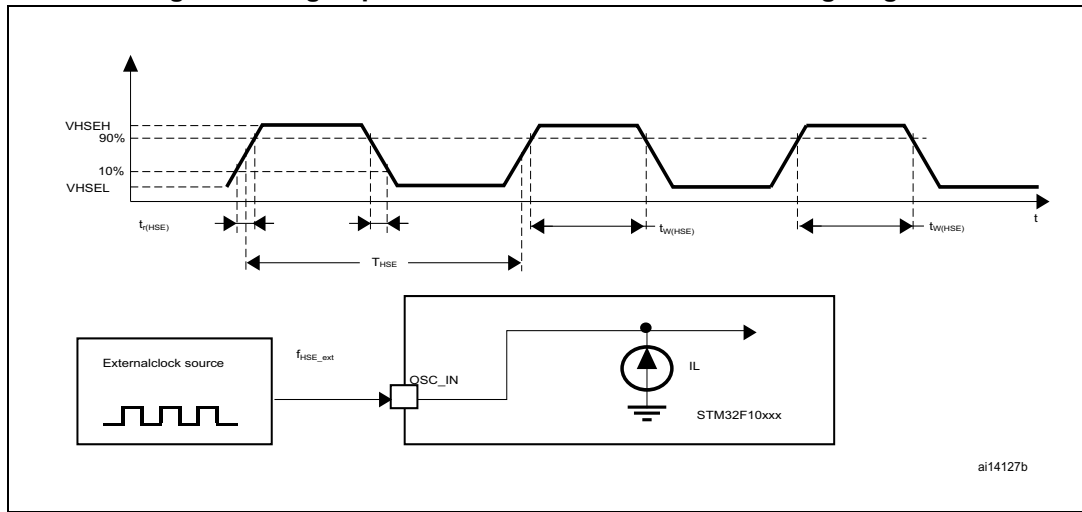 VHSEH
90%
10%
VHSEL
tr(HSE)
tW(HSE)
tW(HSE)
t
THSE
Externalclock source
fHSE_ext
OSC_IN
IL
STM32F10xxx
ai14127b